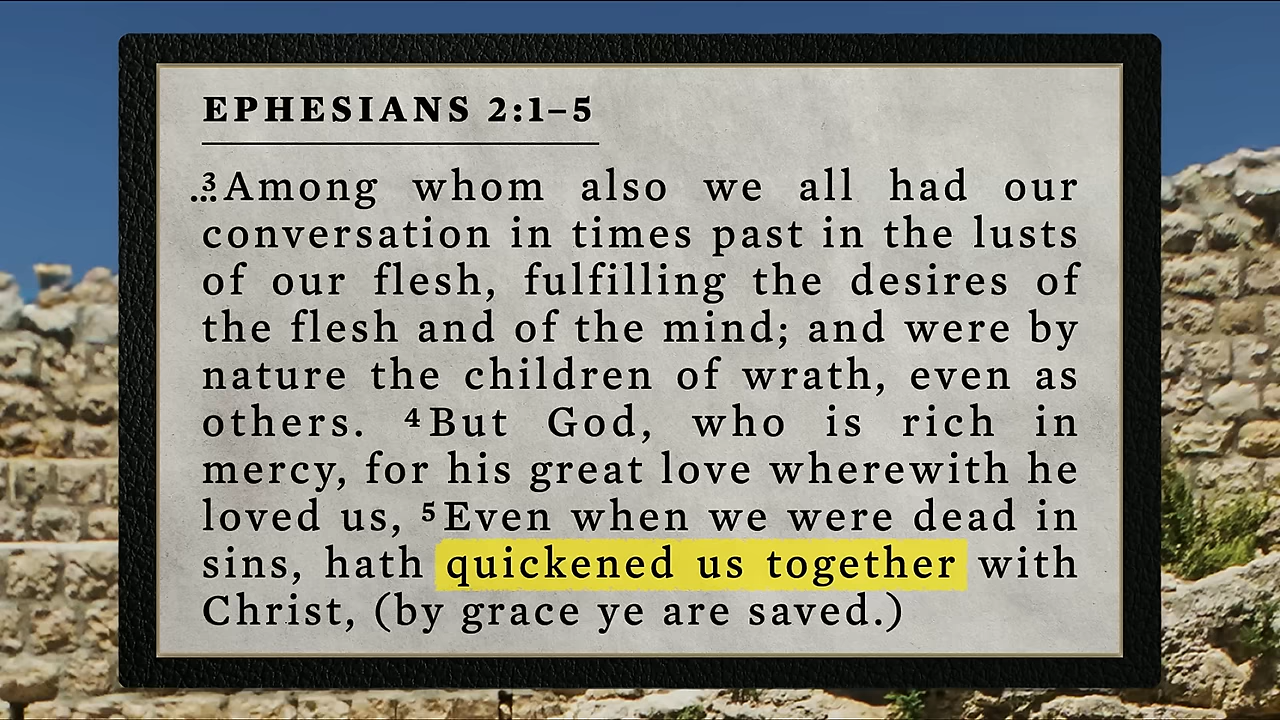 EPHESIANS 2:1–5
...³Among whom also we all had our
conversation in times past in the lusts
of our flesh, fulfilling the desires of
the flesh and of the mind; and were by
nature the children of wrath, even as
others. ⁴But God, who is rich in
mercy, for his great love wherewith he
loved us, ⁵Even when we were dead in
sins, hath quickened us together with
Christ, (by grace ye are saved.)